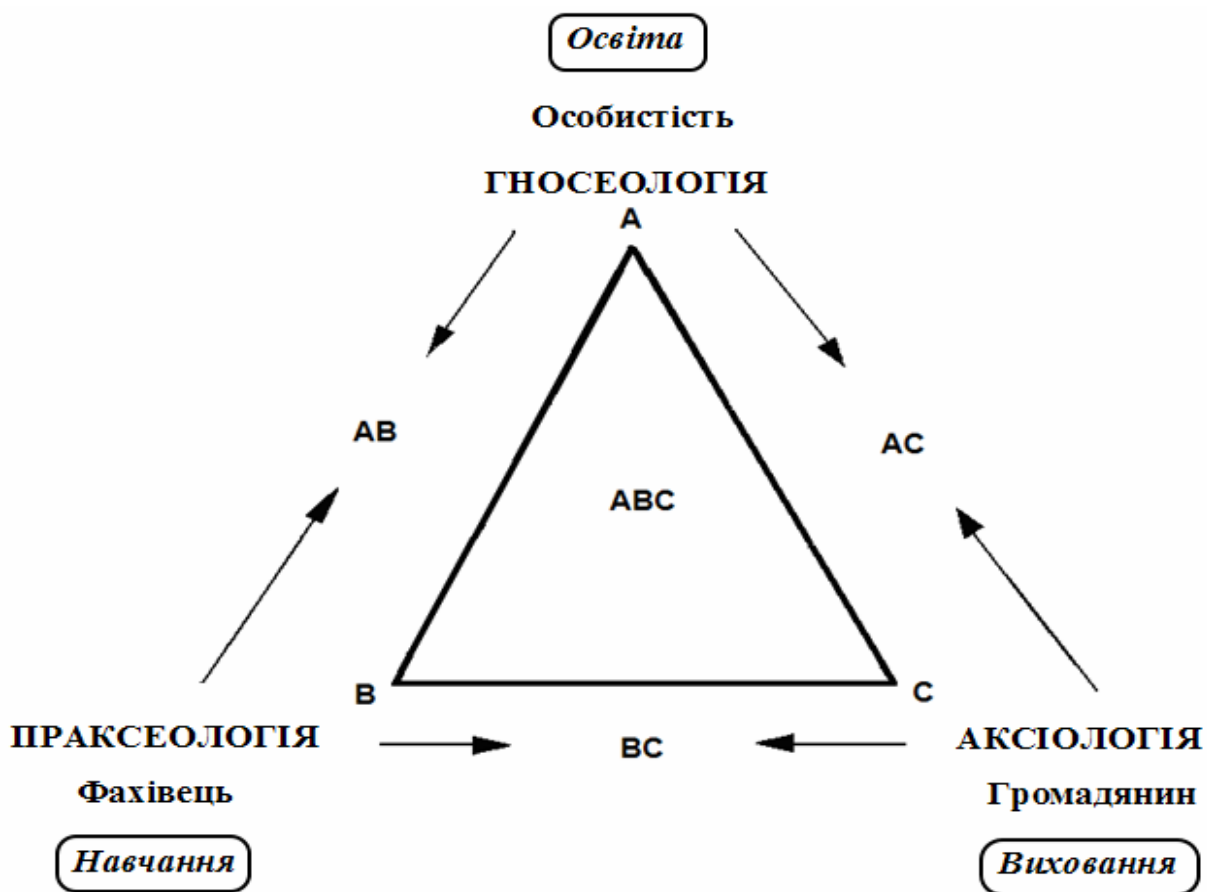 Освіта
Особистість
ГНОСЕОЛОГІЯ
A
AB
AC
ABC
B
C
ПРАКСЕОЛОГІЯ
BC
АКСІОЛОГІЯ
Фахівець
Громадянин
Навчання
Виховання